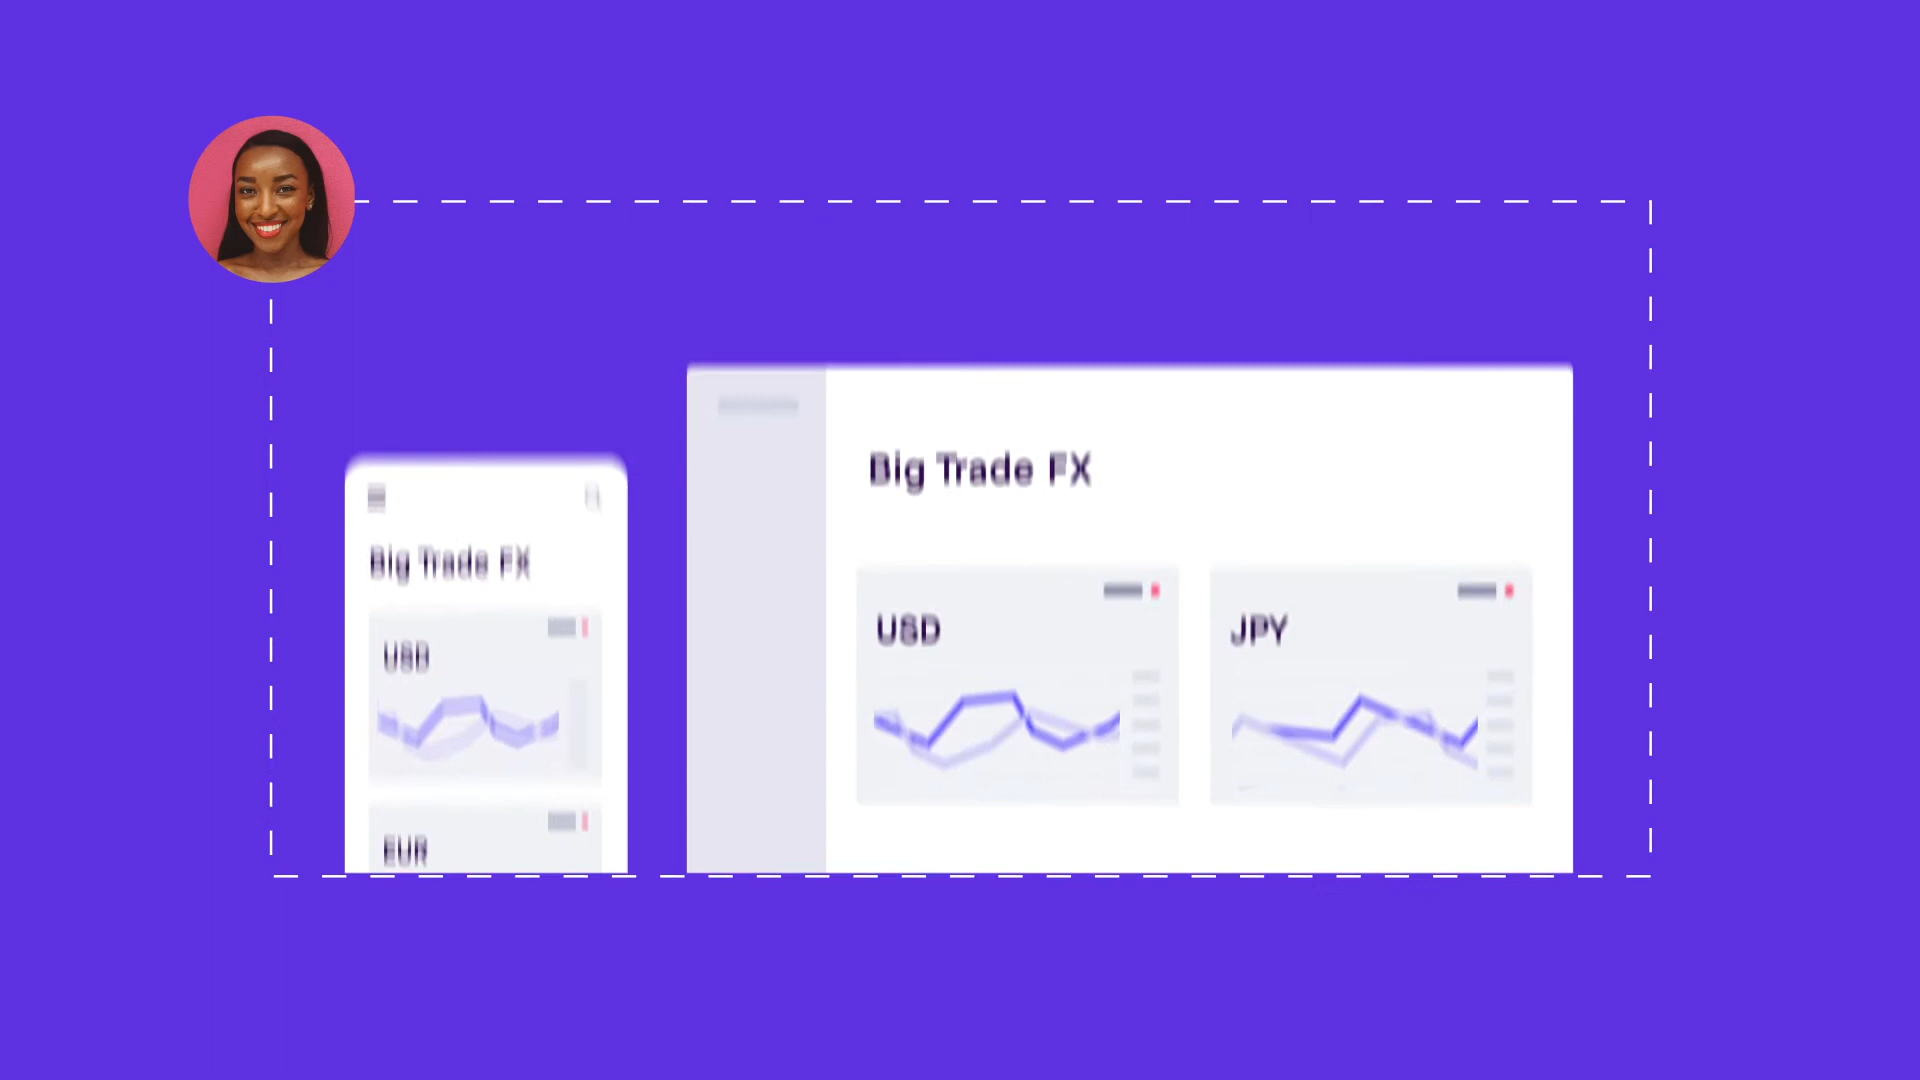 Big Trade FX
USD
EUR
Big Trade FX
USD
JPY